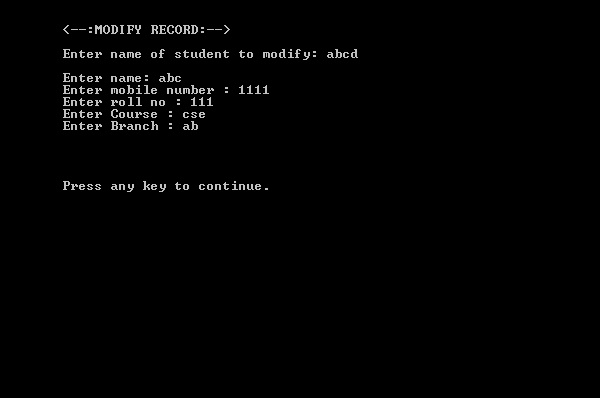 <--:MODIFY RECORD:-->
Enter name of student to modify: abcd
Enter name: abc
Enter mobile number : 1111
Enter roll no : 111
Enter Course : cse
Enter Branch : ab
Press any key to continue.